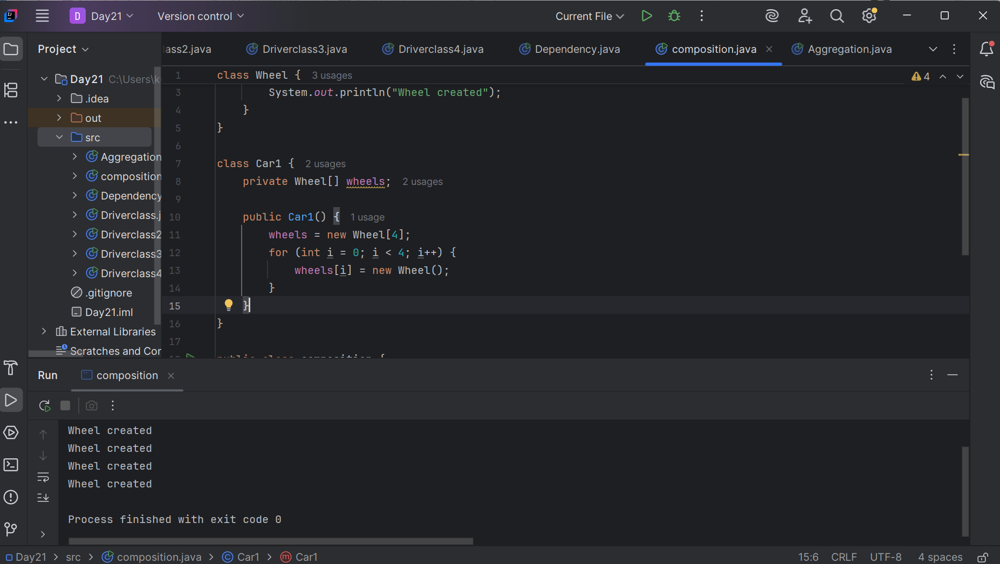 D Day21 Version control Current File
Project
ass2.java Driverclass3.java Driverclass4.java Dependency.java composition.java Aggregation.java
Day21 C:\Users\k
.idea
out
src
Aggregation
composition
Dependency
Driverclass.j
Driverclass2
Driverclass3
Driverclass4
.gitignore
Day21.iml
External Libraries
Scratches and Cor
1 class Wheel { 3 usages
4
3 System.out.println("Wheel created");
4 }
5 }
6
7 class Car1 { 2 usages
8 private Wheel[] wheels; 2 usages
9
10 public Car1() { 1 usage
11 wheels = new Wheel[4];
12 for (int i = 0; i < 4; i++) {
13 wheels[i] = new Wheel();
14 }
15 }
16 }
17
18 public class composition {
Run composition
Wheel created
Wheel created
Wheel created
Wheel created
Process finished with exit code 0
Day21 > src > composition.java > Car1 > Car1
15:6 CRLF UTF-8 4 spaces